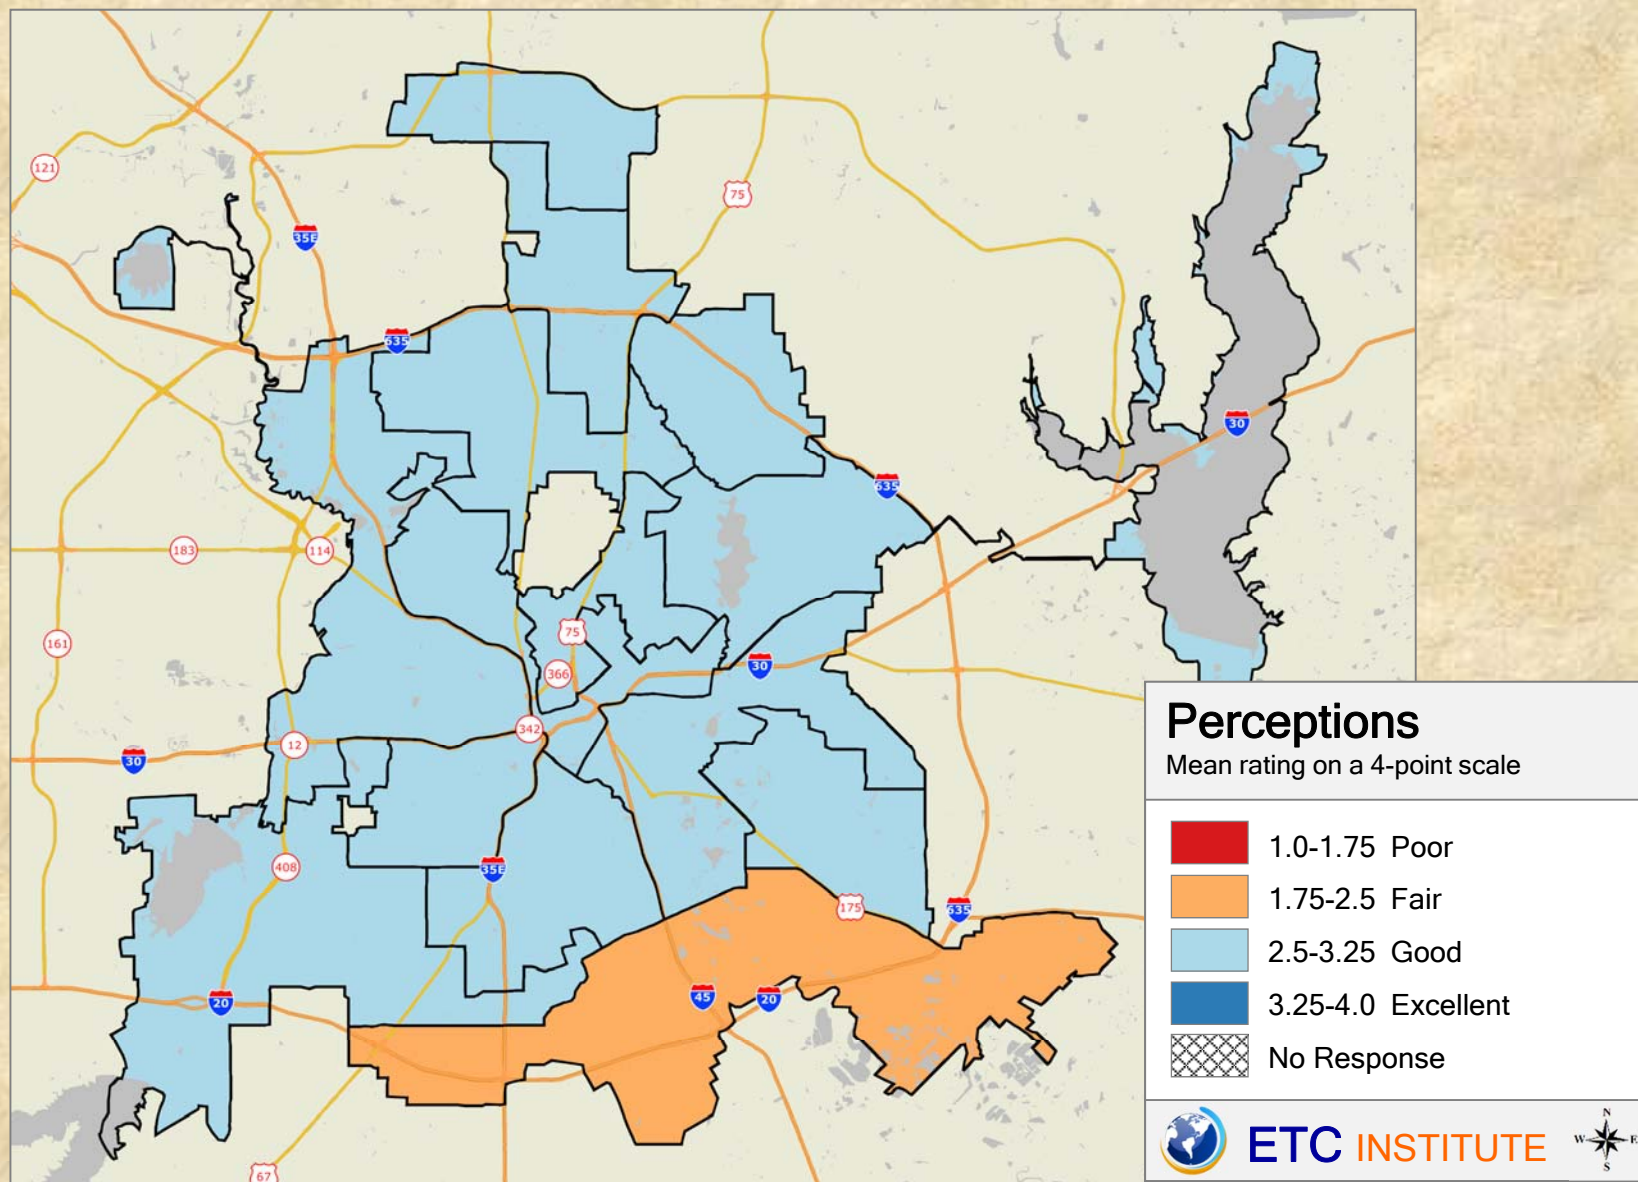 121
75
35E
635
30
635
183
114
161
75
366
30
342
12
30
408
35E
175
635
20
45
20
67
Perceptions
Mean rating on a 4-point scale
1.0-1.75 Poor
1.75-2.5 Fair
2.5-3.25 Good
3.25-4.0 Excellent
No Response
ETC INSTITUTE
N
W E
S